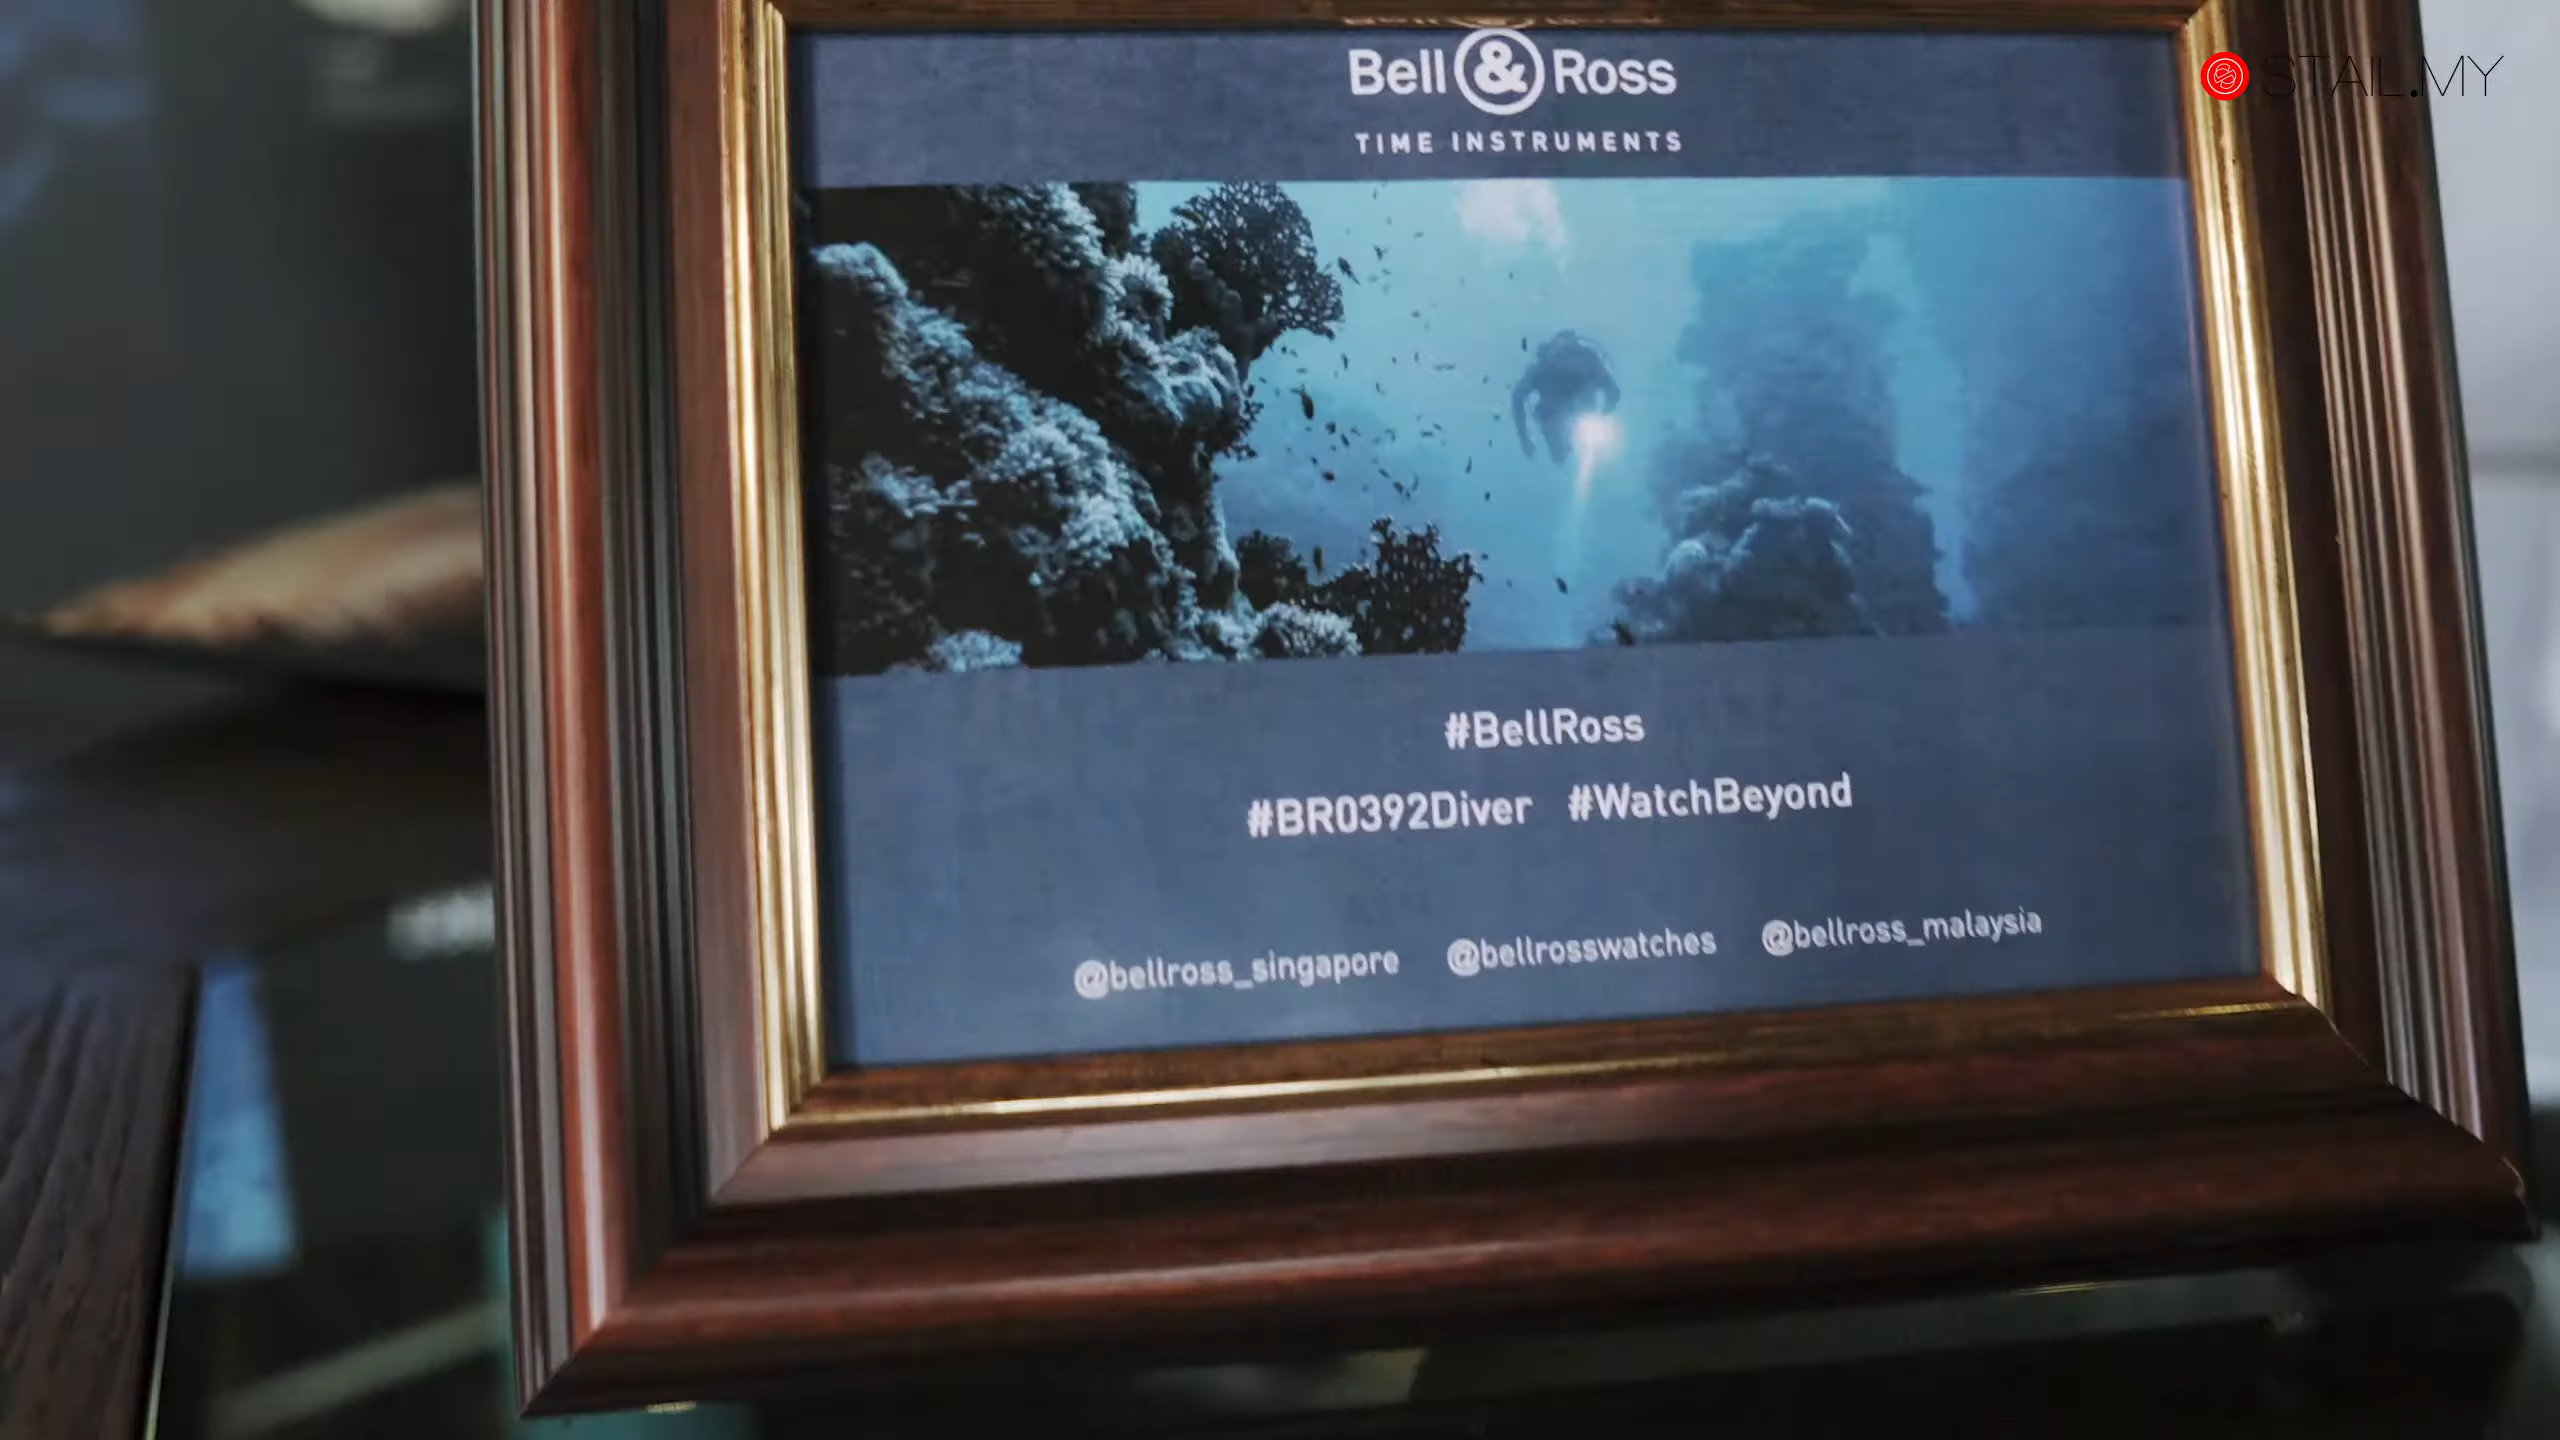 Bell & Ross
TIME INSTRUMENTS
STAIL.MY
#BellRoss
#BR0392Diver #WatchBeyond
@bellross_singapore @bellrosswatches @bellross_malaysia